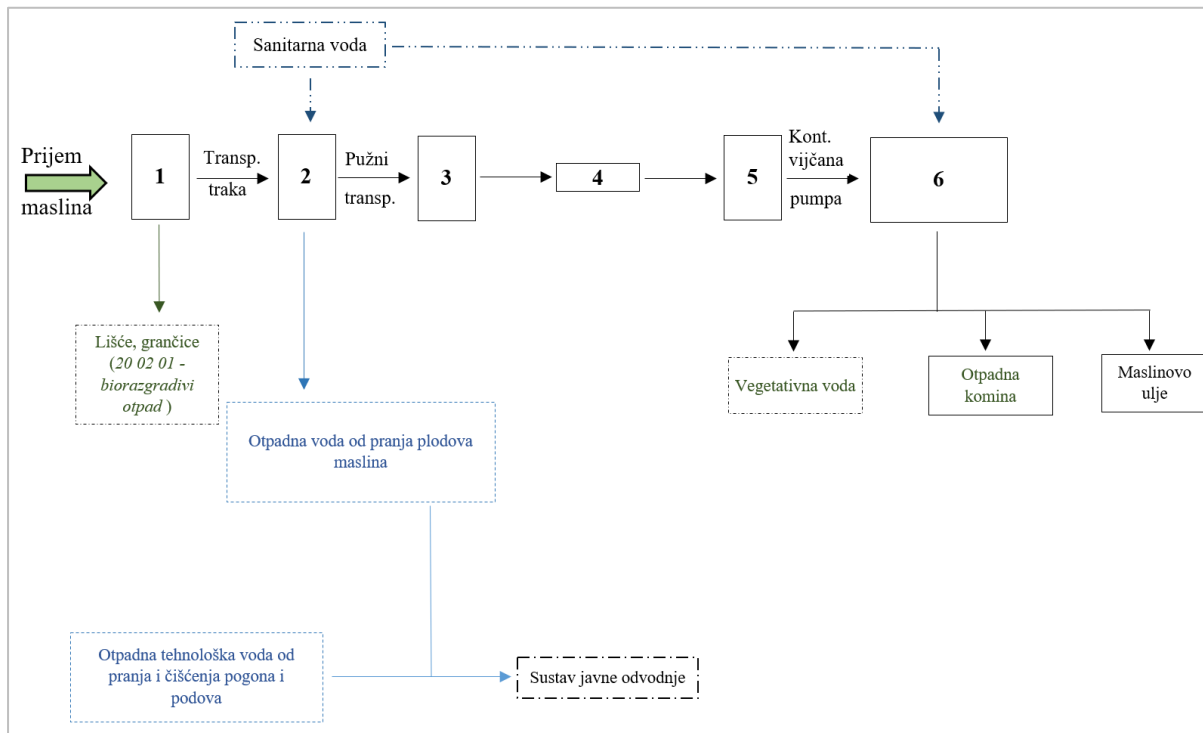 Sanitarna voda
Prijem
maslina
1
Transp.
traka
2
Pužni
transp.
3
4
5
Kont.
vijčana
pumpa
6
Lišće, grančice
(20 02 01 -
biorazgradivi
otpad )
Vegetativna voda
Otpadna
komina
Maslinovo
ulje
Otpadna voda od pranja plodova
maslina
Otpadna tehnološka voda od
pranja i čišćenja pogona i
podova
Sustav javne odvodnje